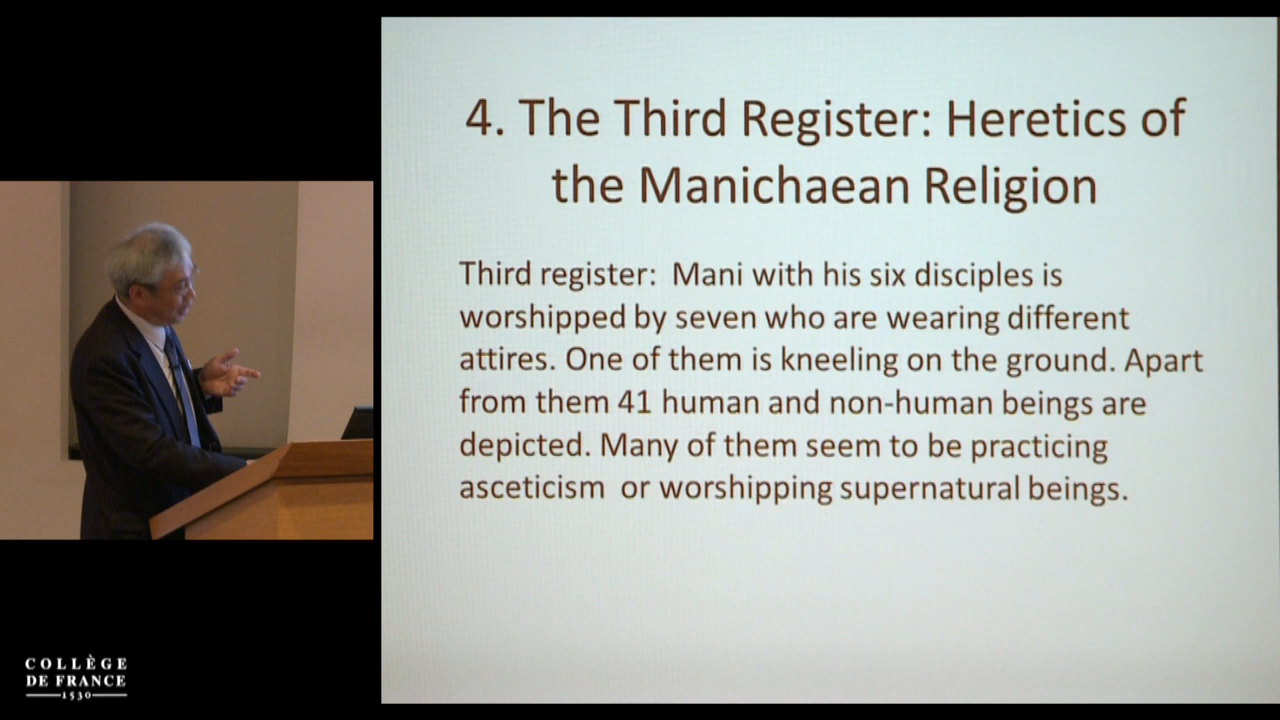 4. The Third Register: Heretics of
the Manichaean Religion
Third register:  Mani with his six disciples is
worshipped by seven who are wearing different
attires. One of them is kneeling on the ground. Apart
from them 41 human and non-human beings are
depicted. Many of them seem to be practicing
asceticism  or worshipping supernatural beings.
COLLÈGE
DE FRANCE
1530